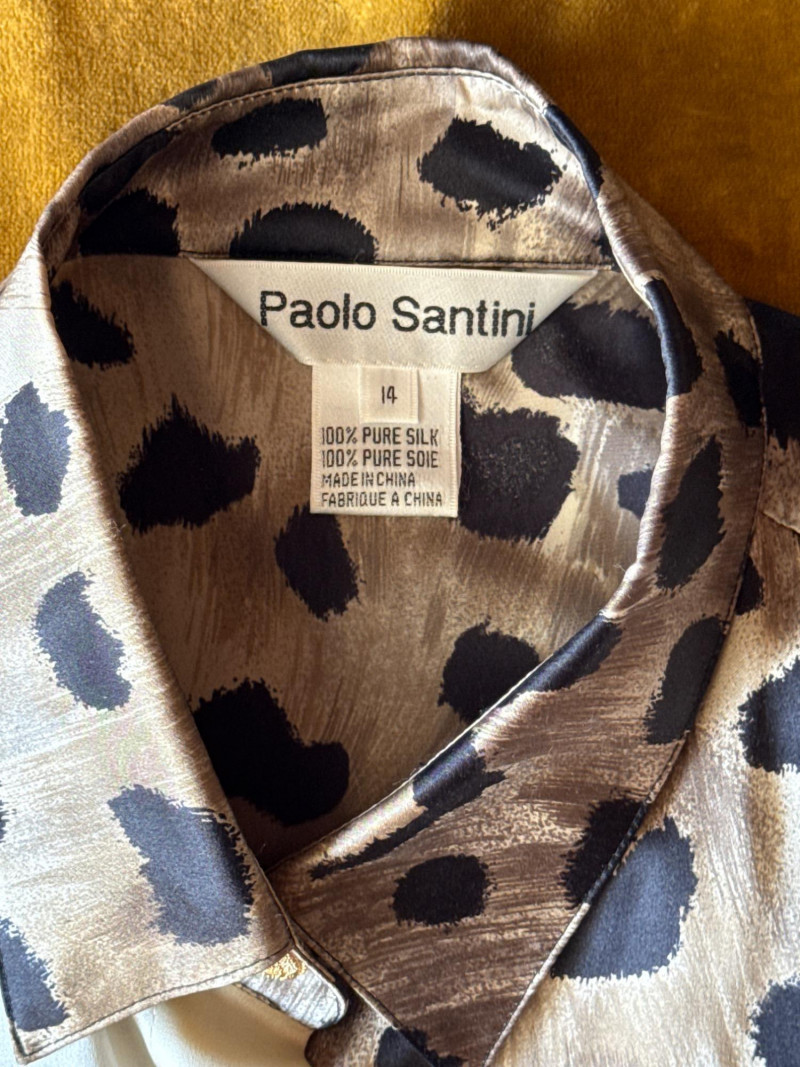 Paolo Santini
14
100% PURE SILK
100% PURE SOIE
MADE IN CHINA
FABRIQUE A CHINA